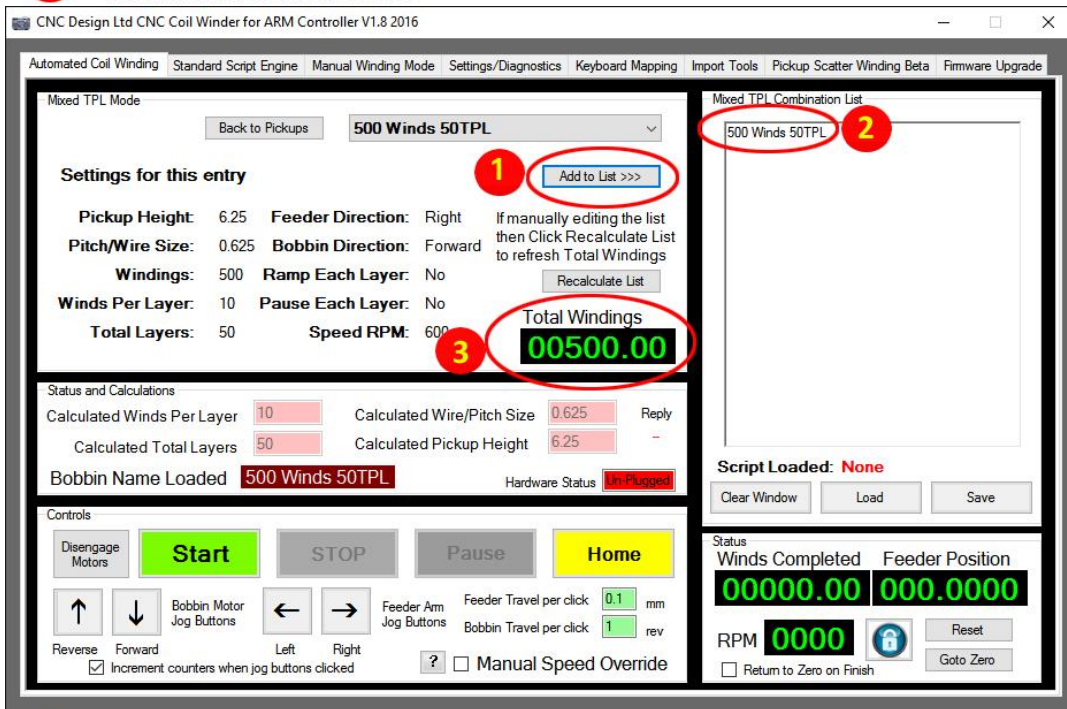 CNC Design Ltd CNC Coil Winder for ARM Controller V1.8 2016
Automated Coil Winding Standard Script Engine Manual Winding Mode Settings/Diagnostics Keyboard Mapping Import Tools Pickup Scatter Winding Beta Firmware Upgrade
Mixed TPL Mode
Back to Pickups 500 Winds 50TPL
Settings for this entry
1 Add to List >>>
Pickup Height: 6.25 Feeder Direction: Right
Pitch/Wire Size: 0.625 Bobbin Direction: Forward
Windings: 500 Ramp Each Layer: No
Winds Per Layer: 10 Pause Each Layer: No
Total Layers: 50 Speed RPM: 600
If manually editing the list
then Click Recalculate List
to refresh Total Windings
Recalculate List
Total Windings
3 00500.00
Mixed TPL Combination List
500 Winds 50TPL 2
Script Loaded: None
Clear Window Load Save
Status and Calculations
Calculated Winds Per Layer 10 Calculated Wire/Pitch Size 0.625 Reply
Calculated Total Layers 50 Calculated Pickup Height 6.25 --
Bobbin Name Loaded 500 Winds 50TPL Hardware Status Un-Plugged
Controls
Disengage
Motors
Start STOP Pause Home
↑ ↓ Bobbin Motor
Jog Buttons
← → Feeder Arm
Jog Buttons
Reverse Forward Left Right
Feeder Travel per click 0.1 mm
Bobbin Travel per click 1 rev
Increment counters when jog buttons clicked ? Manual Speed Override
Status
Winds Completed Feeder Position
00000.00 000.0000
RPM 0000 Reset
Goto Zero
Return to Zero on Finish